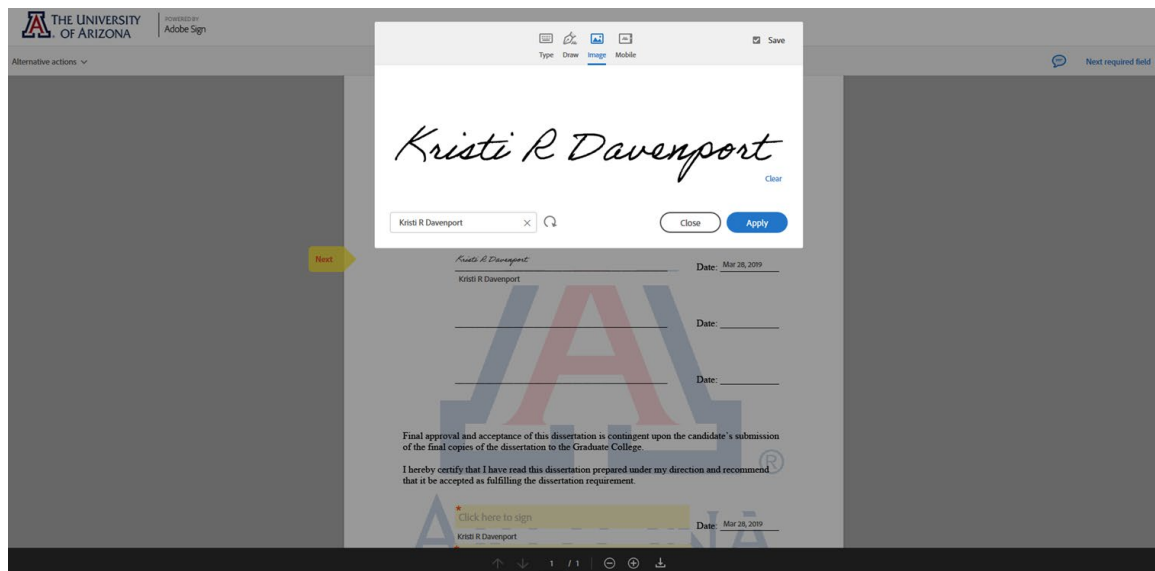 THE UNIVERSITY
OF ARIZONA
POWERED BY
Adobe Sign
Type Draw Image Mobile
Save
Alternative actions
Next required field
Kristi R Davenport
Clear
Kristi R Davenport
Close
Apply
Next
Kristi R Davenport
Date: Mar 28, 2019
Kristi R Davenport
Date:
Date:
Final approval and acceptance of this dissertation is contingent upon the candidate's submission
of the final copies of the dissertation to the Graduate College.
®
I hereby certify that I have read this dissertation prepared under my direction and recommend
that it be accepted as fulfilling the dissertation requirement.
* Click here to sign
Date: Mar 28, 2019
Kristi R Davenport
ARIZONA
1 / 1